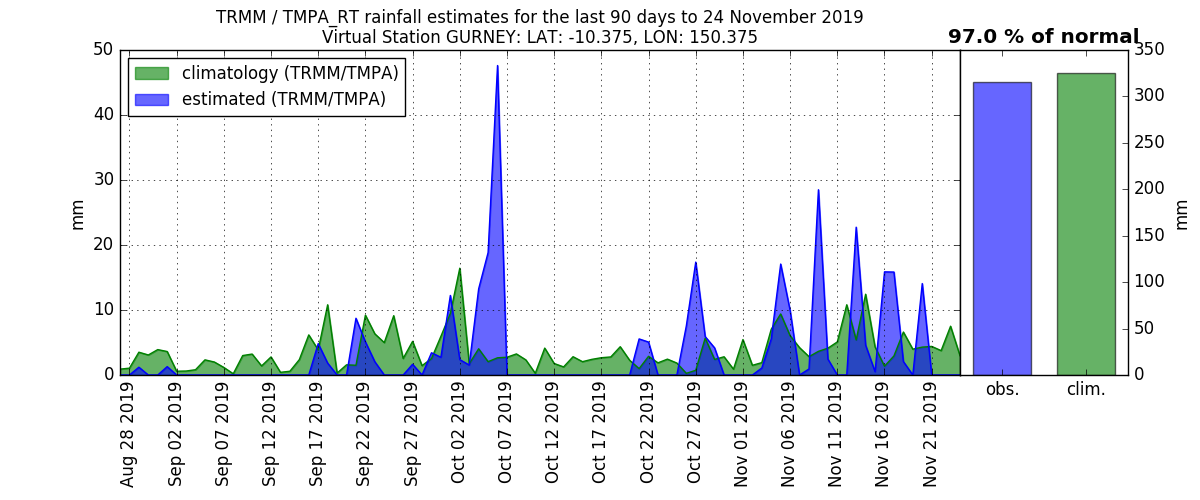 TRMM / TMPA_RT rainfall estimates for the last 90 days to 24 November 2019
Virtual Station GURNEY: LAT: -10.375, LON: 150.375
97.0 % of normal
climatology (TRMM/TMPA)
estimated (TRMM/TMPA)
mm
50
40
30
20
10
0
Aug 28 2019
Sep 02 2019
Sep 07 2019
Sep 12 2019
Sep 17 2019
Sep 22 2019
Sep 27 2019
Oct 02 2019
Oct 07 2019
Oct 12 2019
Oct 17 2019
Oct 22 2019
Oct 27 2019
Nov 01 2019
Nov 06 2019
Nov 11 2019
Nov 16 2019
Nov 21 2019
obs.
clim.
350
300
250
200
150
100
50
0
mm